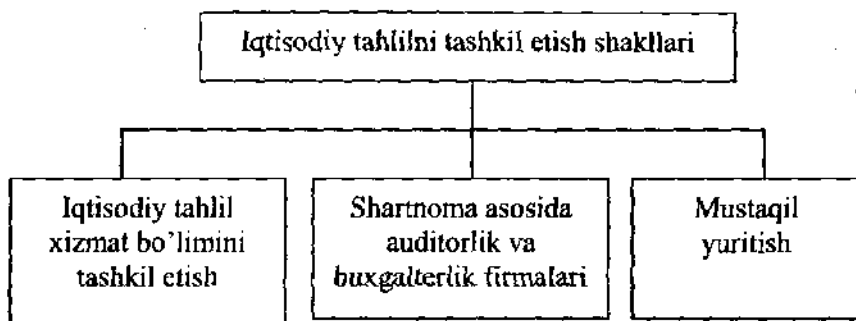 Iqtisodiy tahlilni tashkil etish shakllari
Iqtisodiy tahlil
xizmat bo'limini
tashkil etish
Shartnoma asosida
auditorlik va
buxgalterlik firmalari
Mustaqil
yuritish